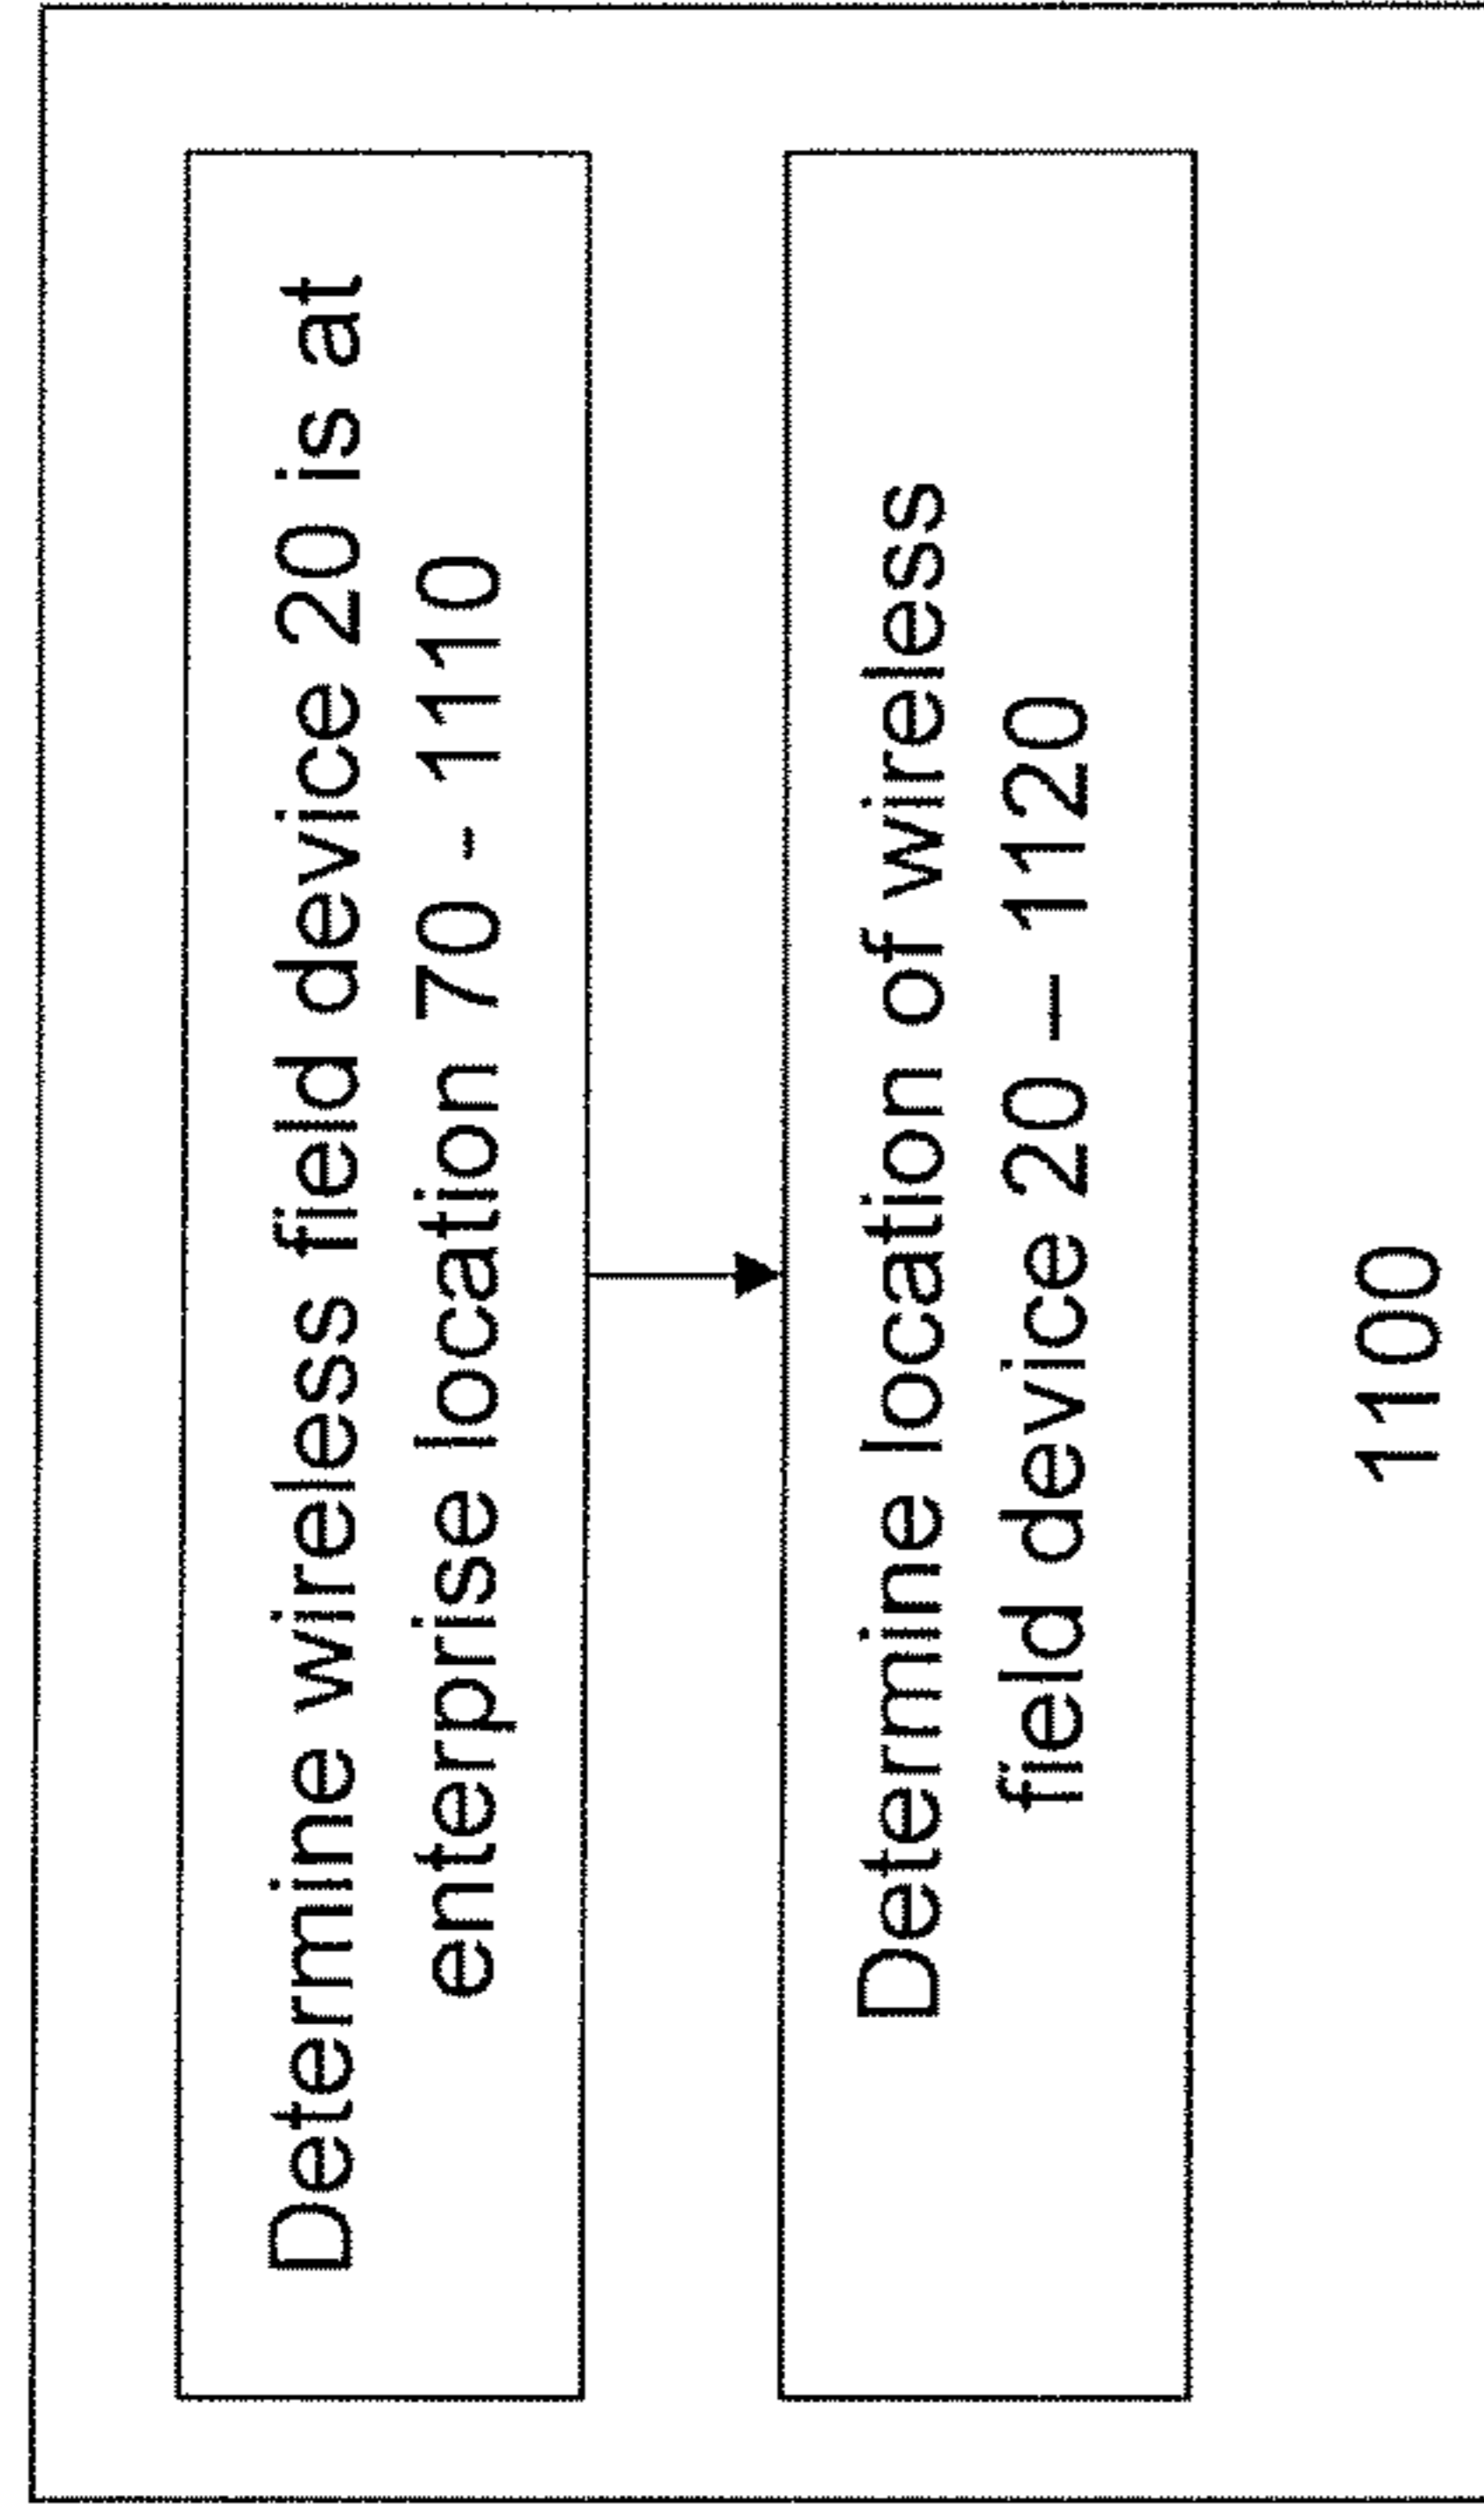 Determine wireless field device 20 is at
enterprise location 70 - 1110
Determine location of wireless
field device 20 – 1120
1100